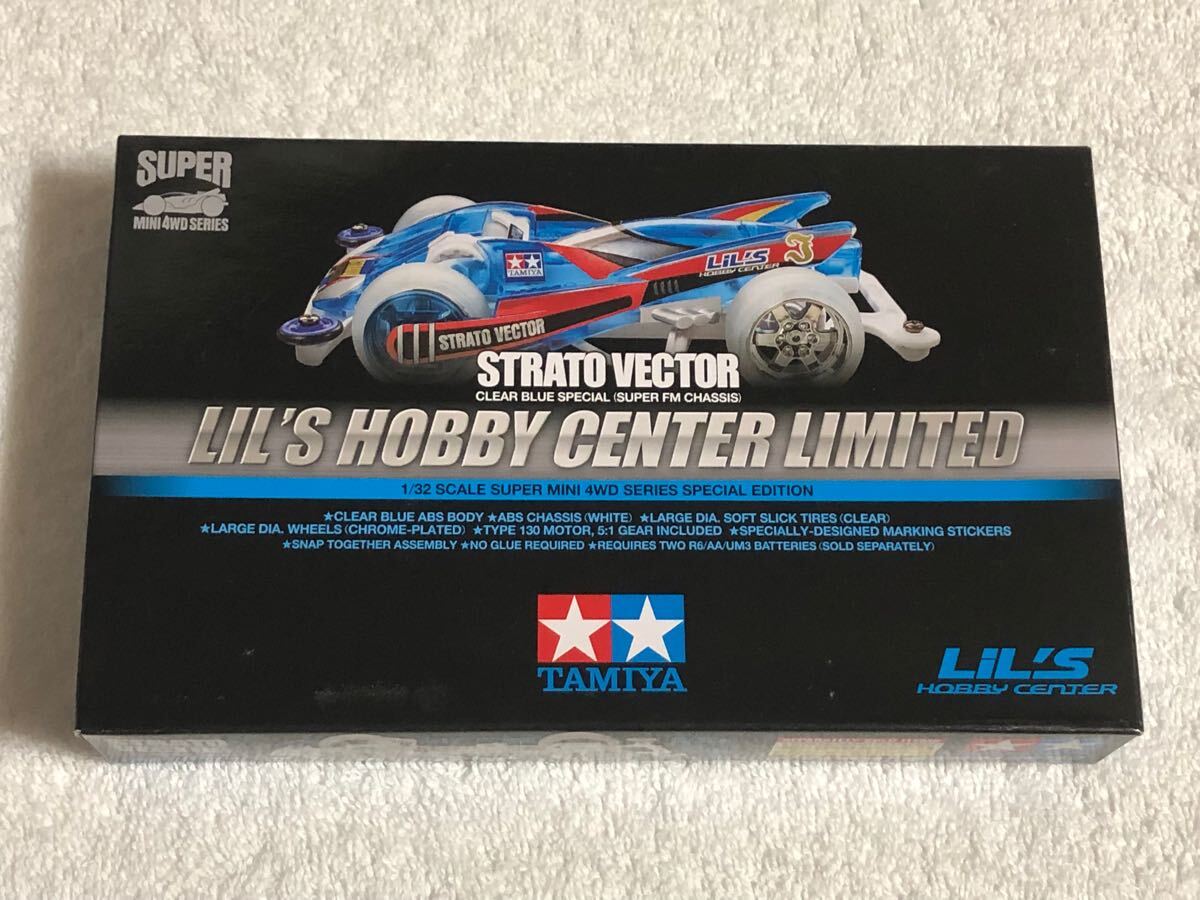 SUPER
MINI 4WD SERIES
TAMIYA
LiL'S
HOBBY CENTER
J
STRATO VECTOR
STRATO VECTOR
CLEAR BLUE SPECIAL (SUPER FM CHASSIS)
LIL'S HOBBY CENTER LIMITED
1/32 SCALE SUPER MINI 4WD SERIES SPECIAL EDITION
★CLEAR BLUE ABS BODY ★ABS CHASSIS (WHITE) ★LARGE DIA. SOFT SLICK TIRES (CLEAR)
★LARGE DIA. WHEELS (CHROME-PLATED) ★TYPE 130 MOTOR, 5:1 GEAR INCLUDED ★SPECIALLY-DESIGNED MARKING STICKERS
★SNAP TOGETHER ASSEMBLY ★NO GLUE REQUIRED ★REQUIRES TWO R6/AA/UM3 BATTERIES (SOLD SEPARATELY)
TAMIYA
LiL'S
HOBBY CENTER